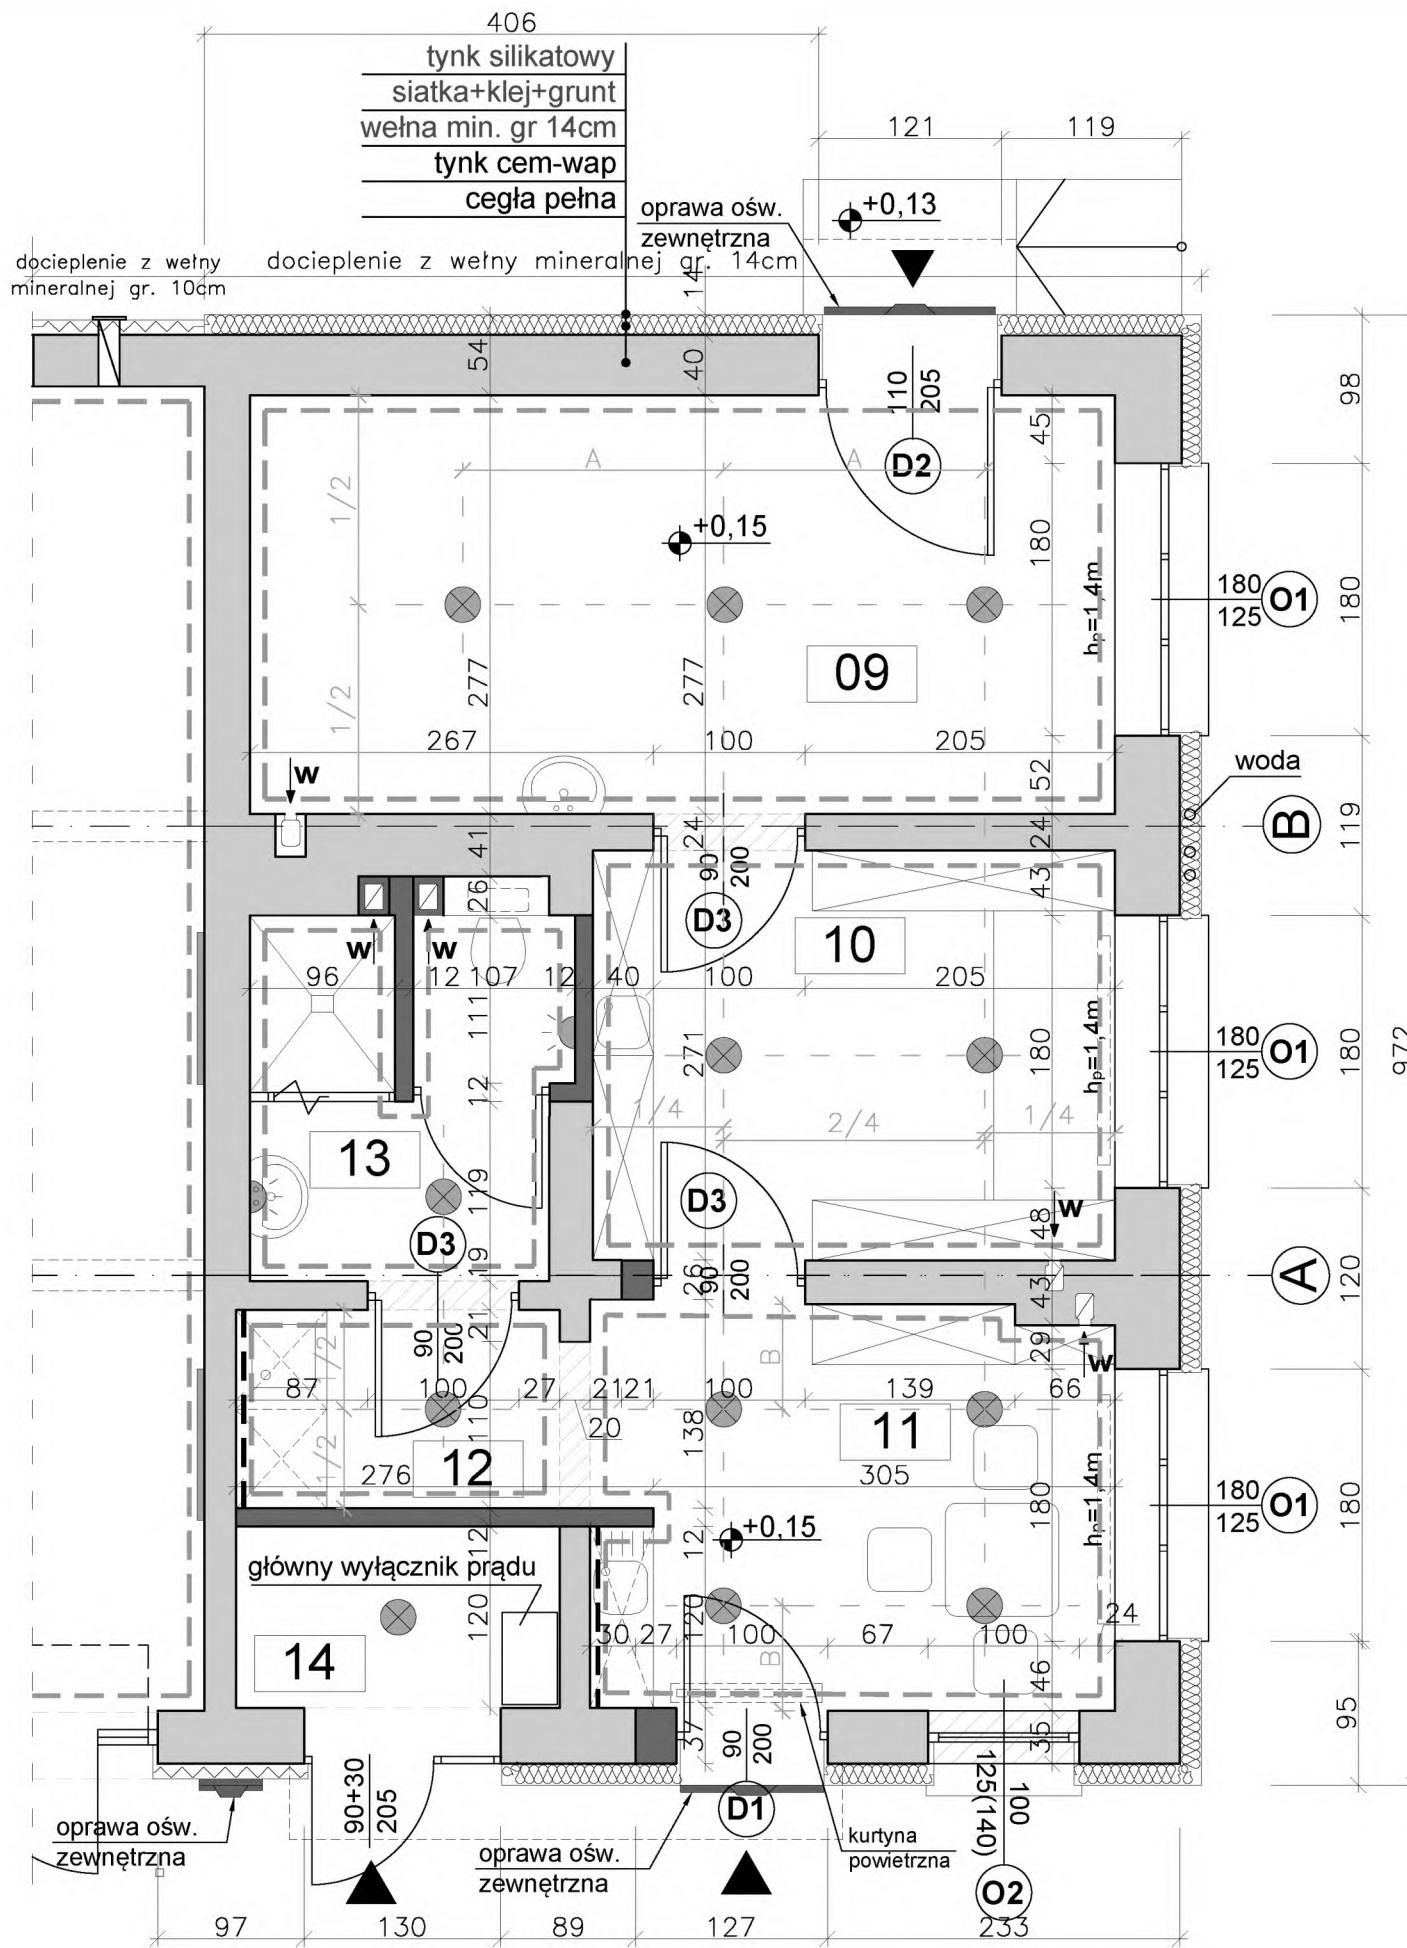 406
tynk silikatowy
siatka+klej+grunt
wełna min. gr 14cm
tynk cem-wap
cegła pełna
121
119
oprawa ośw.
zewnętrzna
+0,13
docieplenie z wełny
mineralnej gr. 10cm
docieplenie z wełny mineralnej gr. 14cm
14
54
40
110
205
D2
45
98
A
A
1/2
+0,15
180
hp=1,4m
180
125
O1
180
277
277
09
1/2
267
100
205
52
woda
w
41
24
24
119
B
90
200
43
26
D3
10
w
w
96
12
107
12
40
100
205
111
271
180
hp=1,4m
180
125
O1
180
972
12
1/4
2/4
1/4
13
119
D3
48
w
D3
19
26
90
200
43
120
A
21
90
200
29
w
1/2
B
87
100
27
21
21
100
139
66
110
20
138
11
1/2
276
12
305
180
hp=1,4m
180
125
O1
180
12
12
+0,15
główny wyłącznik prądu
120
120
30
27
100
67
100
24
14
B
46
95
37
90
200
35
90+30
205
D1
100
125(140)
oprawa ośw.
zewnętrzna
oprawa ośw.
zewnętrzna
kurtyna
powietrzna
O2
97
130
89
127
233